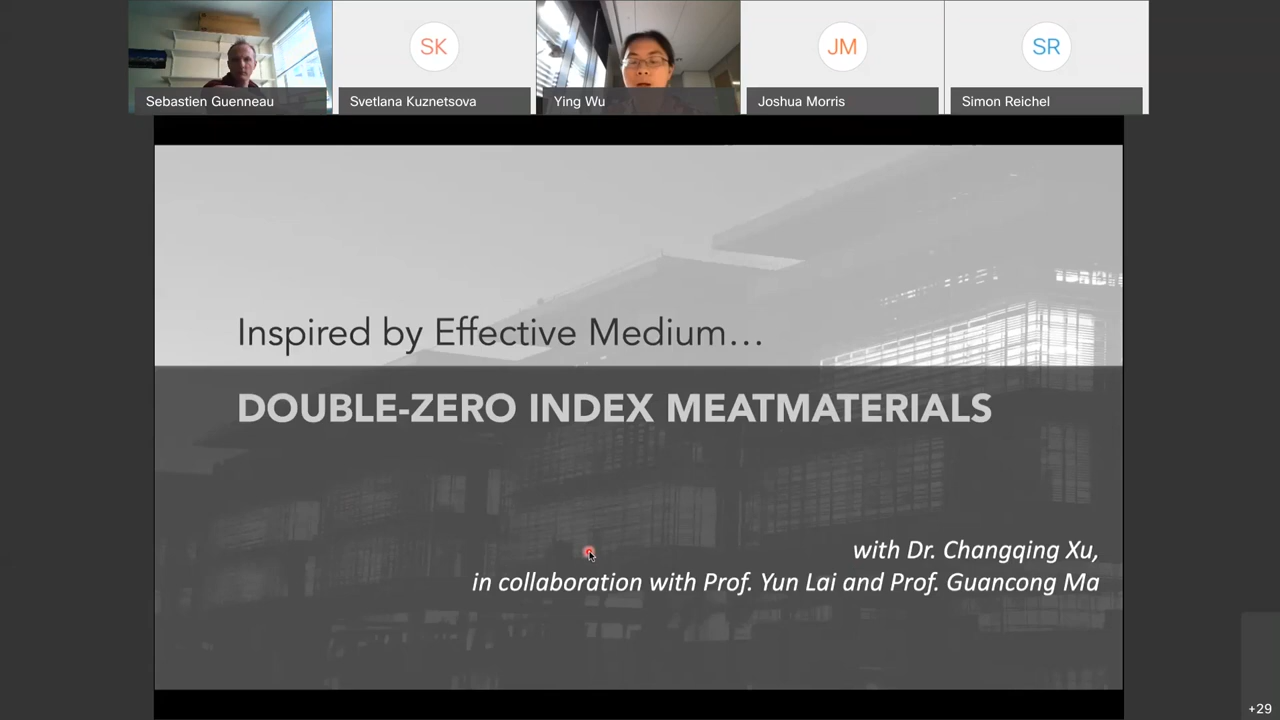 SK
JM
SR
Sebastien Guenneau
Svetlana Kuznetsova
Ying Wu
Joshua Morris
Simon Reichel
Inspired by Effective Medium...
DOUBLE-ZERO INDEX MEATMATERIALS
with Dr. Changqing Xu,
in collaboration with Prof. Yun Lai and Prof. Guancong Ma
+29